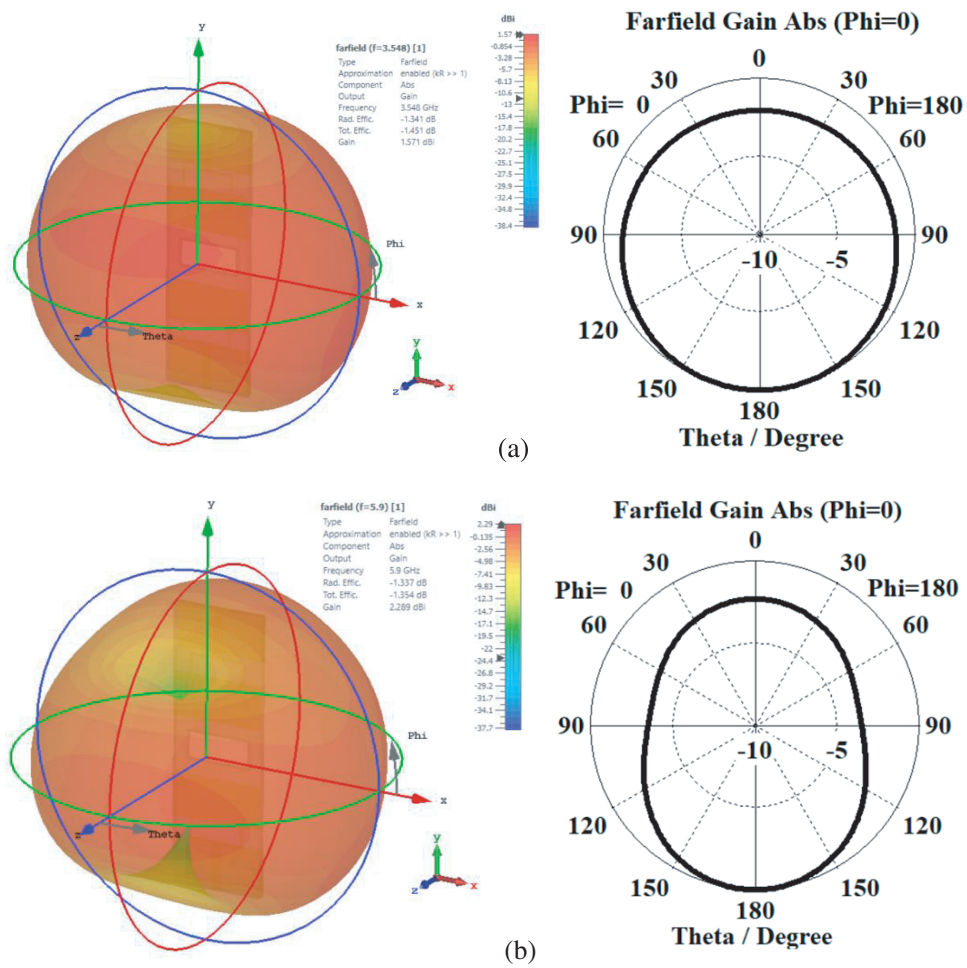 y
x
z
Phi
Theta
y
x
z
farfield (f=3.548) [1]
Type Farfield
Approximation enabled (kR >> 1)
Component Abs
Output Gain
Frequency 3.548 GHz
Rad. Effic. -1.341 dB
Tot. Effic. -1.451 dB
Gain 1.571 dBi
dBi
1.57
-0.854
-3.28
-5.7
-8.13
-10.6
-13
-15.4
-17.8
-20.3
-22.7
-25.1
-27.5
-29.9
-32.4
-34.8
-38.4
Farfield Gain Abs (Phi=0)
0
30 30
Phi= 0 Phi=180
60 60
90 -10 -5 90
120 120
150 150
180
Theta / Degree
(a)
y
x
z
Phi
Theta
y
x
z
farfield (f=5.9) [1]
Type Farfield
Approximation enabled (kR >> 1)
Component Abs
Output Gain
Frequency 5.9 GHz
Rad. Effic. -1.337 dB
Tot. Effic. -1.354 dB
Gain 2.289 dBi
dBi
2.29
-0.135
-2.56
-4.98
-7.41
-9.83
-12.3
-14.7
-17.1
-19.5
-22
-24.4
-26.8
-29.2
-31.7
-34.1
-37.7
Farfield Gain Abs (Phi=0)
0
30 30
Phi= 0 Phi=180
60 60
90 -10 -5 90
120 120
150 150
180
Theta / Degree
(b)